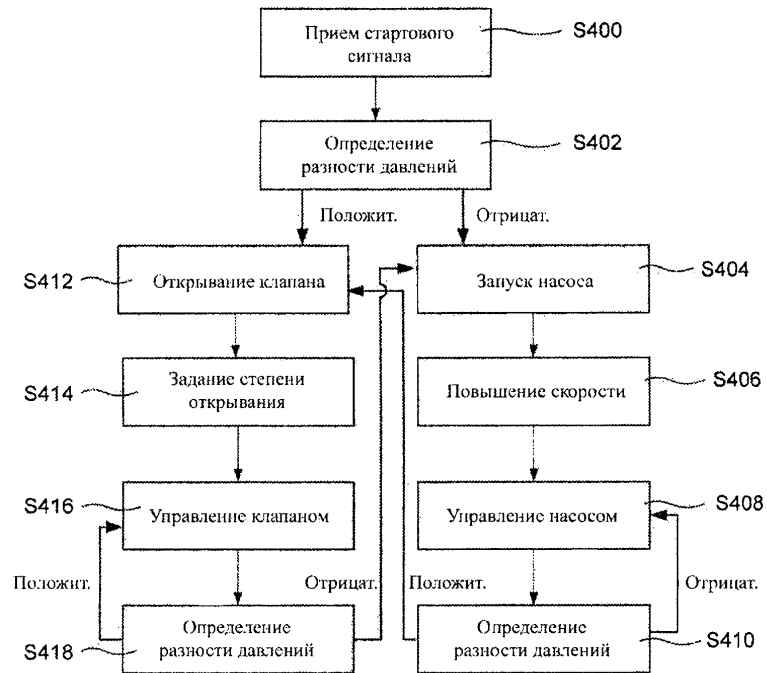 Прием стартового
сигнала
S400
Определение
разности давлений
S402
Положит.
Отрицат.
S412
Открывание клапана
Запуск насоса
S404
S414
Задание степени
открывания
Повышение скорости
S406
S416
Управление клапаном
Управление насосом
S408
Положит.
Отрицат.
Положит.
Отрицат.
S418
Определение
разности давлений
Определение
разности давлений
S410